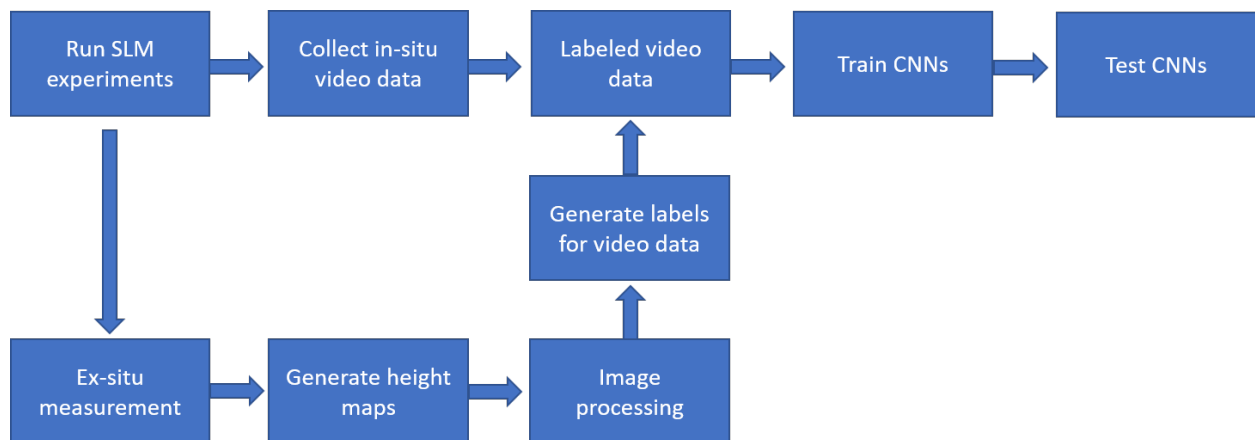 Run SLM
experiments
Collect in-situ
video data
Labeled video
data
Train CNNs
Test CNNs
Generate labels
for video data
Ex-situ
measurement
Generate height
maps
Image
processing